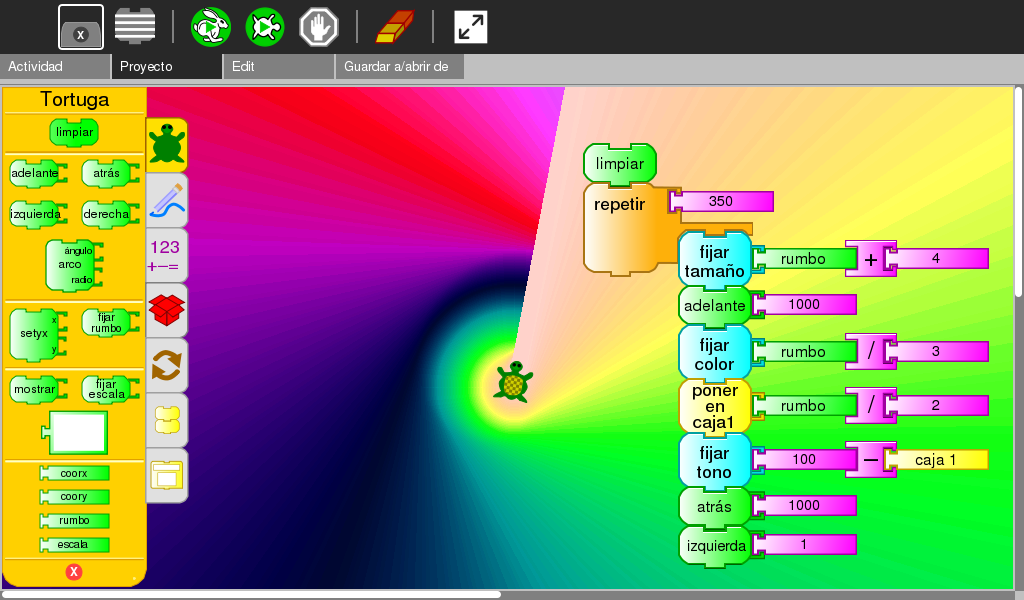 X
Actividad
Proyecto
Edit
Guardar a/abrir de
Tortuga
limpiar
adelante
atrás
izquierda
derecha
ángulo
arco
radio
setyx
x
y
fijar
rumbo
mostrar
fijar
escala
coorx
coory
rumbo
escala
X
123
+−=
limpiar
repetir
350
fijar
tamaño
rumbo + 4
adelante 1000
fijar
color
rumbo / 3
poner
en
caja1
rumbo / 2
fijar
tono
100 − caja 1
atrás 1000
izquierda 1